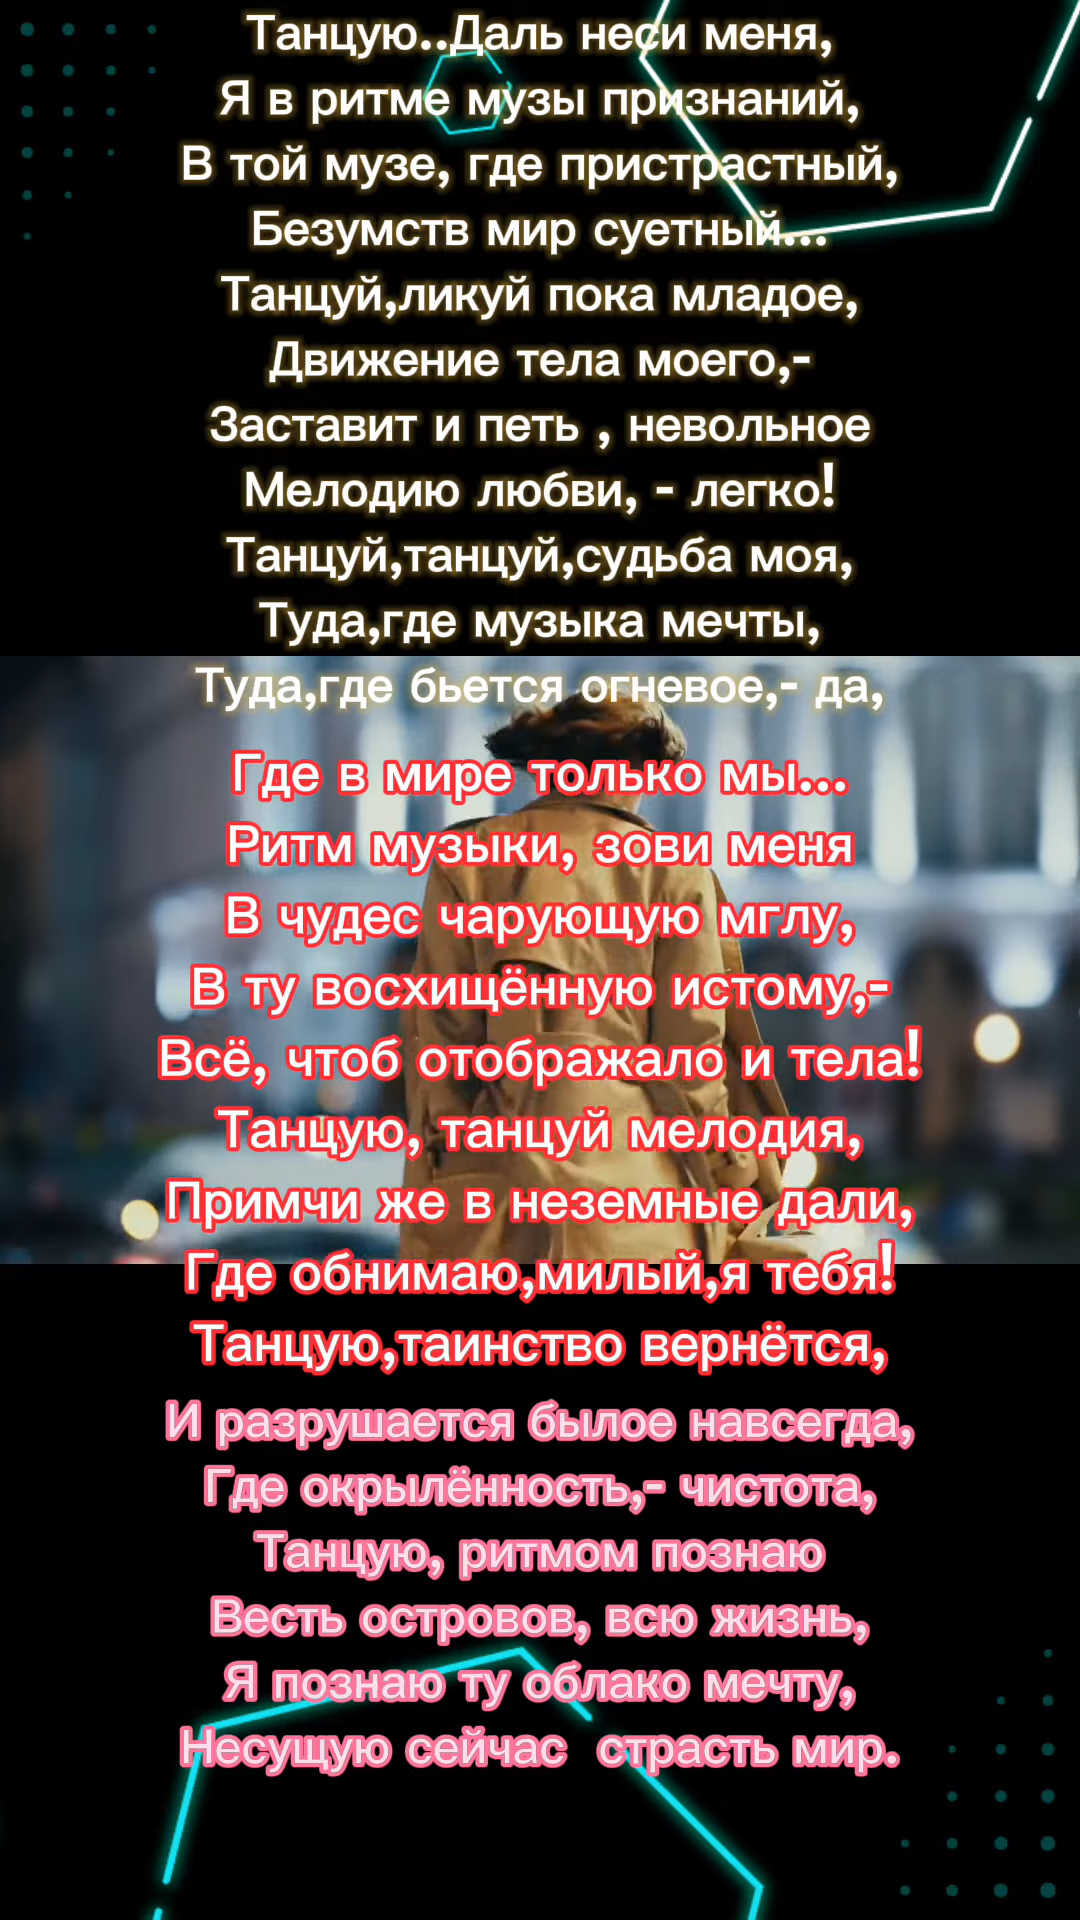 Танцую..Даль неси меня,
Я в ритме музы признаний,
В той музе, где пристрастный,
Безумств мир суетный...
Танцуй,ликуй пока младое,
Движение тела моего,-
Заставит и петь , невольное
Мелодию любви, - легко!
Танцуй,танцуй,судьба моя,
Туда,где музыка мечты,
Туда,где бьется огневое,- да,
Где в мире только мы...
Ритм музыки, зови меня
В чудес чарующую мглу,
В ту восхищённую истому,-
Всё, чтоб отображало и тела!
Танцую, танцуй мелодия,
Примчи же в неземные дали,
Где обнимаю,милый,я тебя!
Танцую,таинство вернётся,
И разрушается былое навсегда,
Где окрылённость,- чистота,
Танцую, ритмом познаю
Весть островов, всю жизнь,
Я познаю ту облако мечту,
Несущую сейчас  страсть мир.